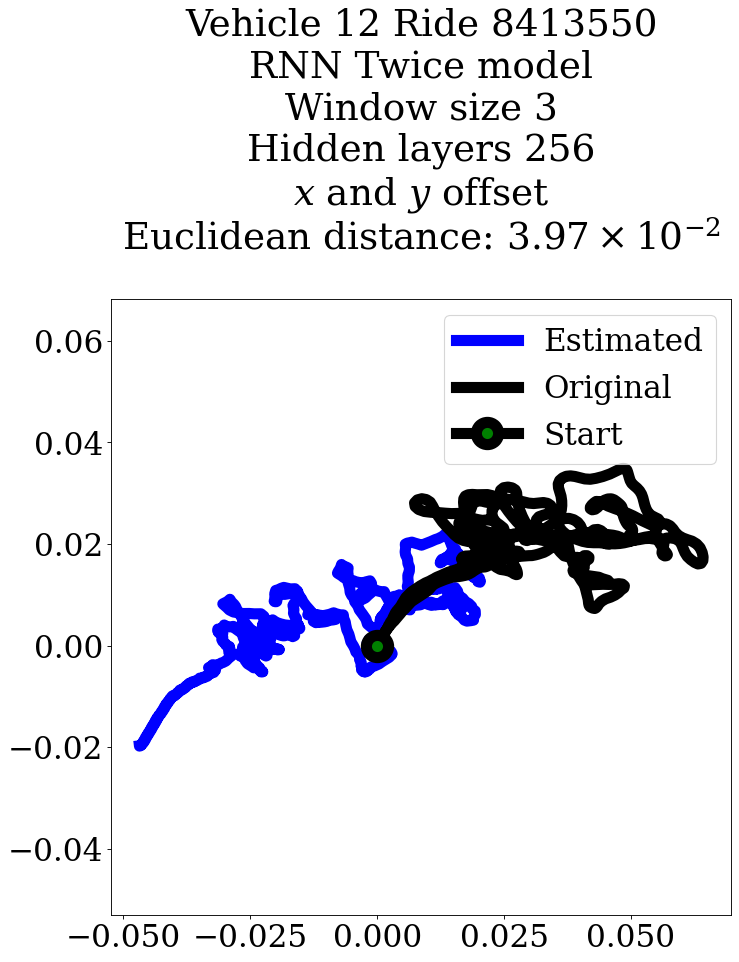 Vehicle 12 Ride 8413550
RNN Twice model
Window size 3
Hidden layers 256
x and y offset
Euclidean distance: 3.97 × 10⁻²
Estimated
Original
Start
0.06
0.04
0.02
0.00
−0.02
−0.04
−0.050 −0.025 0.000 0.025 0.050